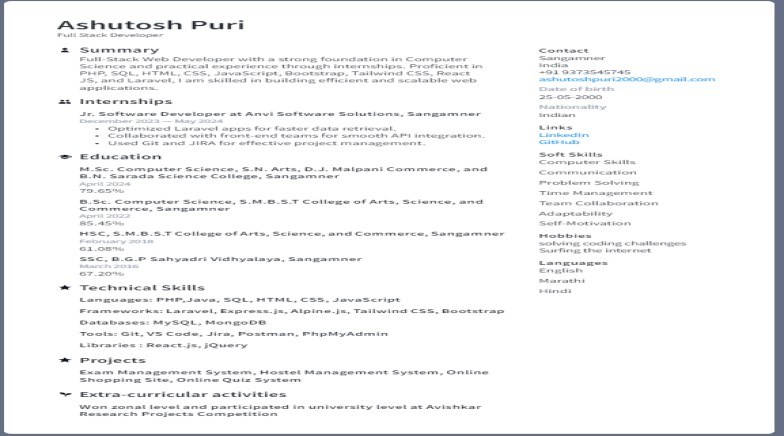 Ashutosh Puri
Full Stack Developer
Summary
Full-Stack Web Developer with a strong foundation in Computer
Science and practical experience through internships. Proficient in
PHP, SQL, HTML, CSS, JavaScript, Bootstrap, Tailwind CSS, React
JS, and Laravel, I am skilled in building efficient and scalable web
applications.
Internships
Jr. Software Developer at Anvi Software Solutions, Sangamner
December 2023 — May 2024
• Optimized Laravel apps for faster data retrieval.
• Collaborated with front-end teams for smooth API integration.
• Used Git and JIRA for effective project management.
Education
M.Sc. Computer Science, S.N. Arts, D.J. Malpani Commerce, and
B.N. Sarada Science College, Sangamner
April 2024
79.65%
B.Sc. Computer Science, S.M.B.S.T College of Arts, Science, and
Commerce, Sangamner
April 2022
85.45%
HSC, S.M.B.S.T College of Arts, Science, and Commerce, Sangamner
February 2018
61.08%
SSC, B.G.P Sahyadri Vidhyalaya, Sangamner
March 2016
67.20%
Technical Skills
Languages: PHP,Java, SQL, HTML, CSS, JavaScript
Frameworks: Laravel, Express.js, Alpine.js, Tailwind CSS, Bootstrap
Databases: MySQL, MongoDB
Tools: Git, VS Code, Jira, Postman, PhpMyAdmin
Libraries : React.js, jQuery
Projects
Exam Management System, Hostel Management System, Online
Shopping Site, Online Quiz System
Extra-curricular activities
Won zonal level and participated in university level at Avishkar
Research Projects Competition
Contact
Sangamner
India
+91 9373545745
ashutoshpuri2000@gmail.com
Date of birth
25-05-2000
Nationality
Indian
Links
LinkedIn
GitHub
Soft Skills
Computer Skills
Communication
Problem Solving
Time Management
Team Collaboration
Adaptability
Self-Motivation
Hobbies
solving coding challenges
Surfing the internet
Languages
English
Marathi
Hindi